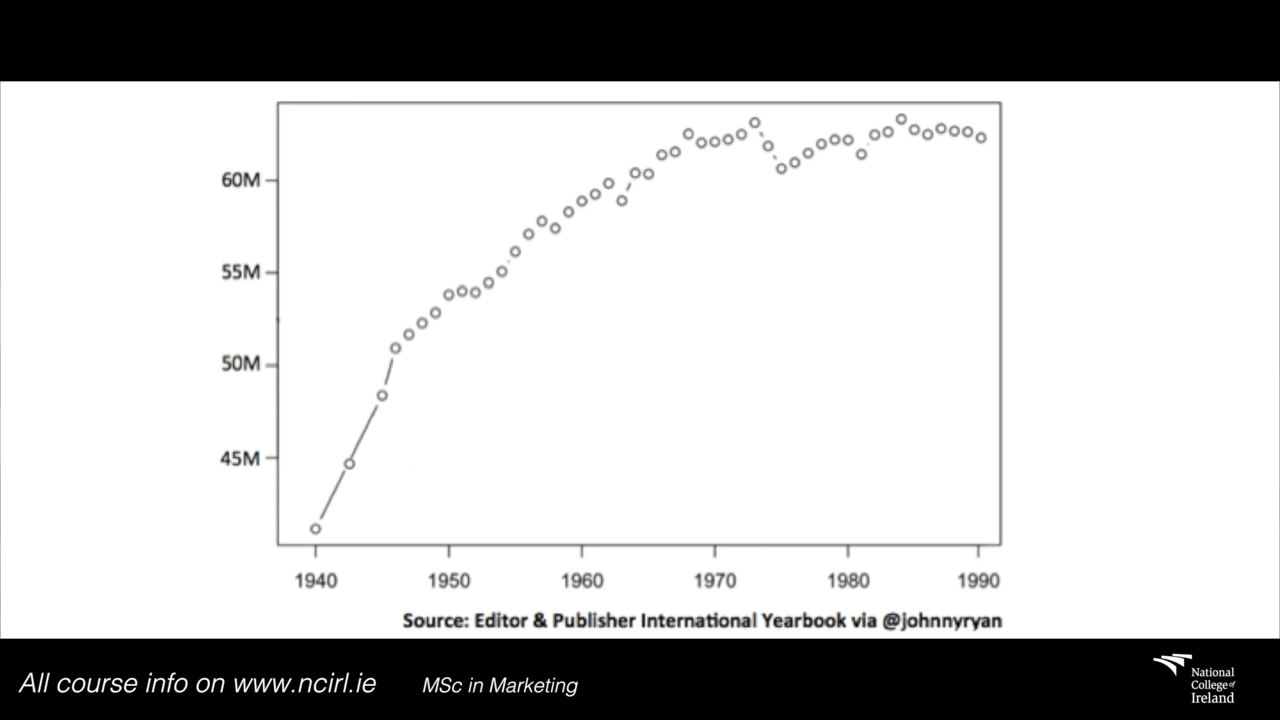 60M
55M
50M
45M
1940 1950 1960 1970 1980 1990
Source: Editor & Publisher International Yearbook via @johnnyryan
All course info on www.ncirl.ie MSc in Marketing
National
College of
Ireland